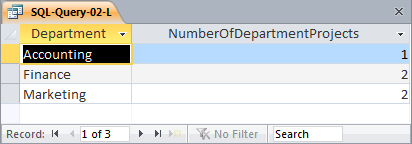 SQL-Query-02-L
Department NumberOfDepartmentProjects
Accounting 1
Finance 2
Marketing 2
Record: 1 of 3 No Filter Search